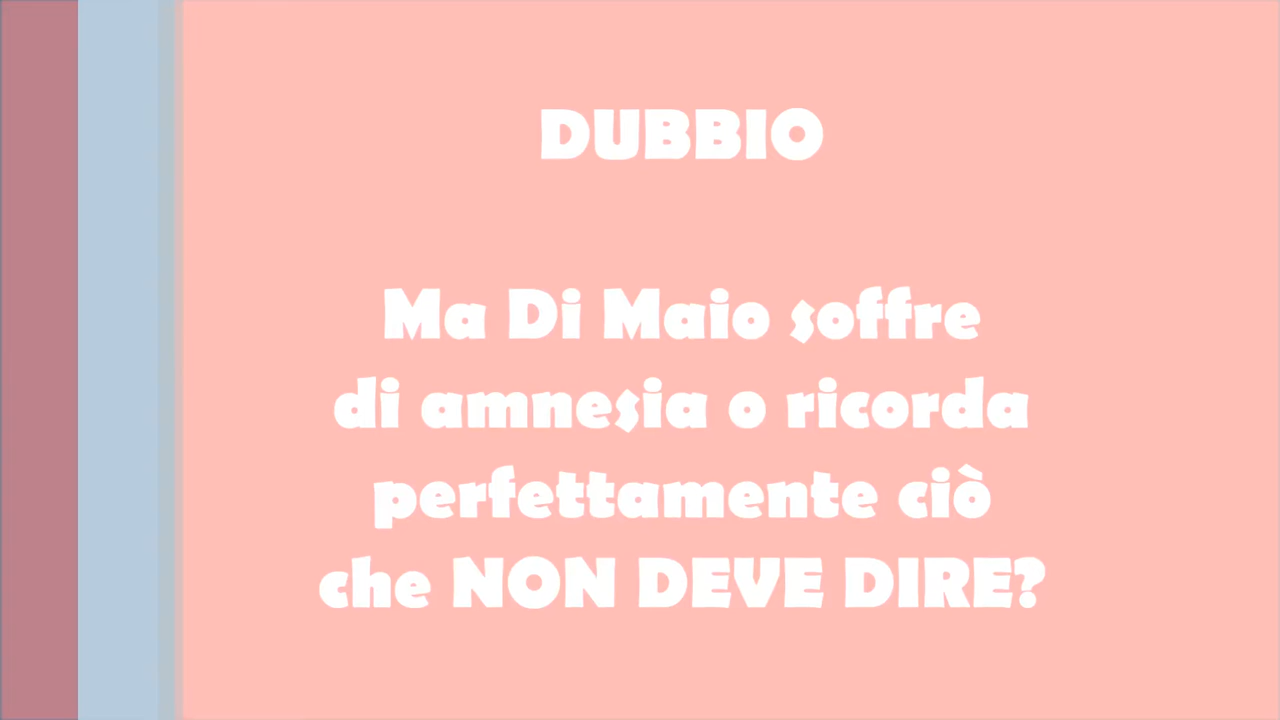 DUBBIO
Ma Di Maio soffre
di amnesia o ricorda
perfettamente ciò
che NON DEVE DIRE?